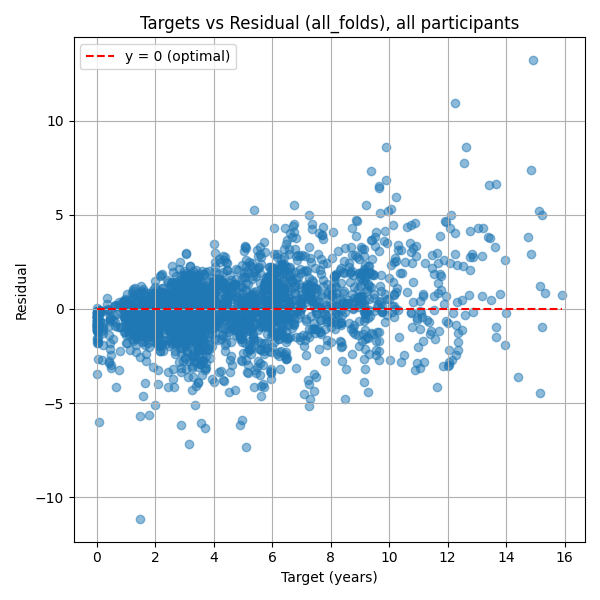 Targets vs Residual (all_folds), all participants
y = 0 (optimal)
10
5
0
−5
−10
Residual
0 2 4 6 8 10 12 14 16
Target (years)